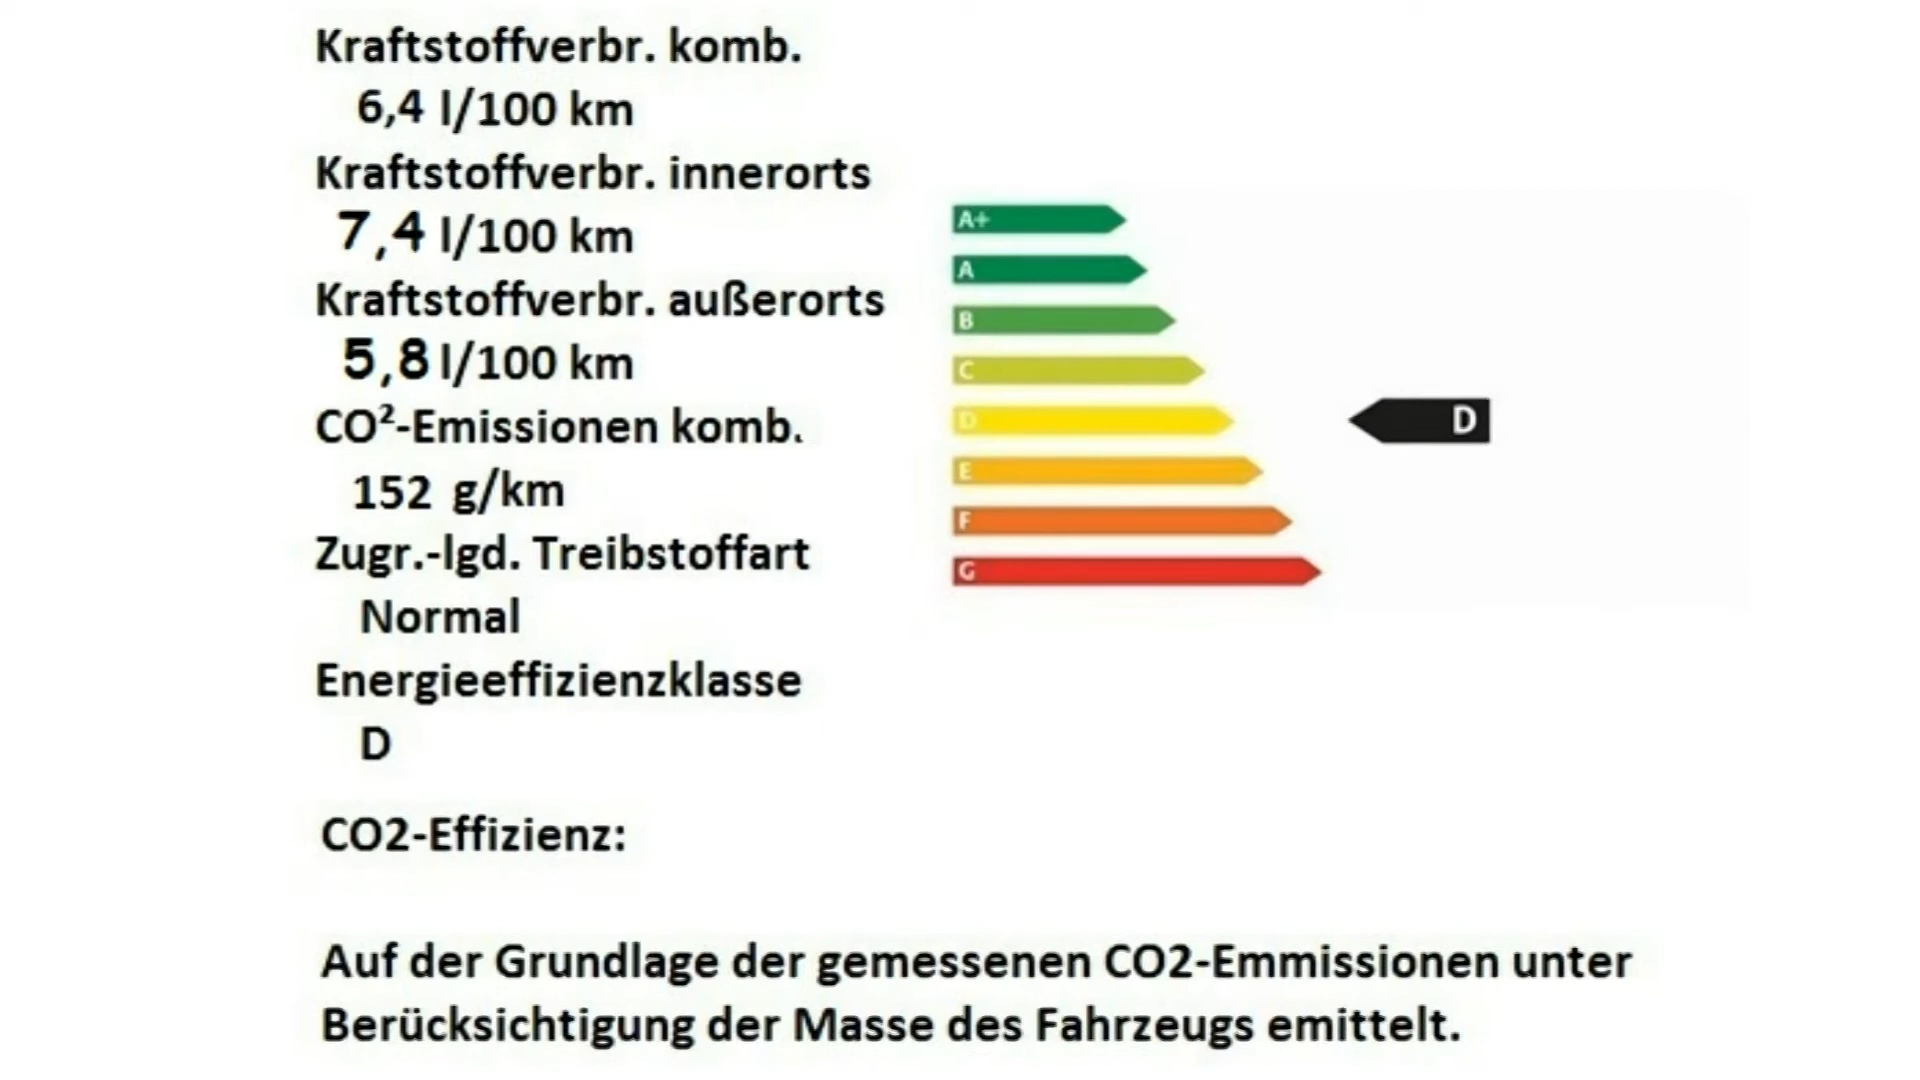 Kraftstoffverbr. komb.
6,4 l/100 km
Kraftstoffverbr. innerorts
7,4 l/100 km
Kraftstoffverbr. außerorts
5,8 l/100 km
CO²-Emissionen komb.
152 g/km
Zugr.-lgd. Treibstoffart
Normal
Energieeffizienzklasse
D
A+
A
B
C
D
D
E
F
G
CO2-Effizienz:
Auf der Grundlage der gemessenen CO2-Emmissionen unter
Berücksichtigung der Masse des Fahrzeugs emittelt.